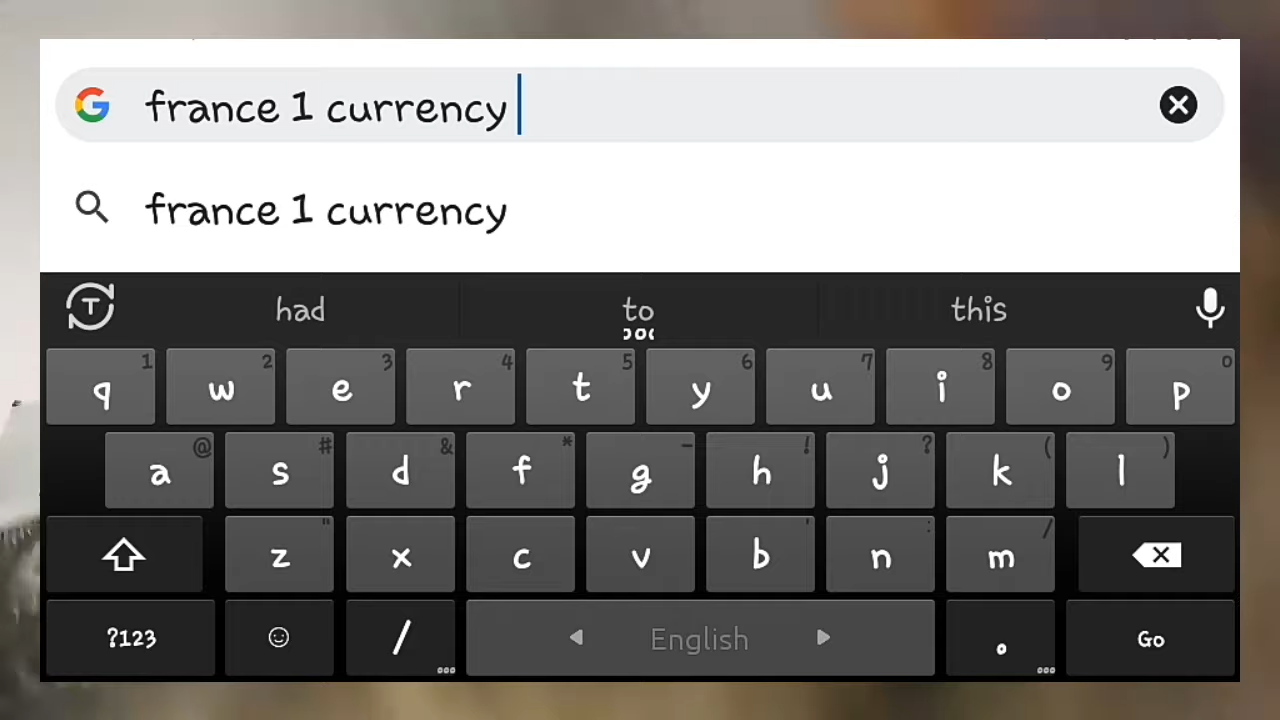 france 1 currency
france 1 currency
had to this
1 2 3 4 5 6 7 8 9 0
q w e r t y u i o p
@ # & * - ! ? ( )
a s d f g h j k l
" ' : /
z x c v b n m
?123 / English . Go